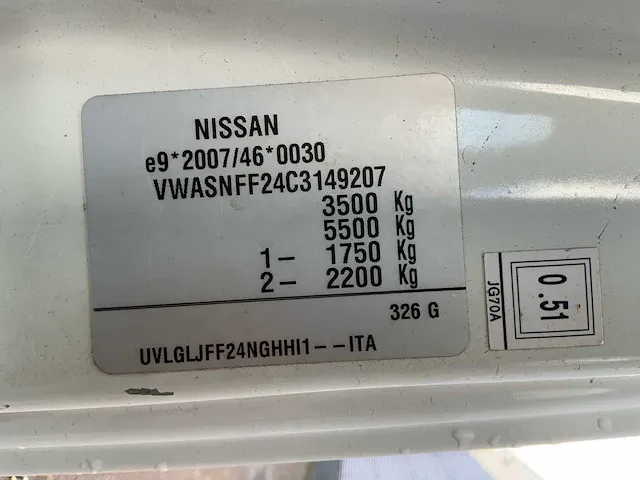 NISSAN
e9*2007/46*0030
VWASNFF24C3149207
3500 Kg
5500 Kg
1- 1750 Kg
2- 2200 Kg
326 G
UVLGLJFF24NGHHI1--ITA
0.51
JG70A